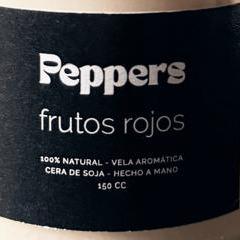 Peppers
frutos rojos
100% NATURAL - VELA AROMÁTICA
CERA DE SOJA - HECHO A MANO
150 CC